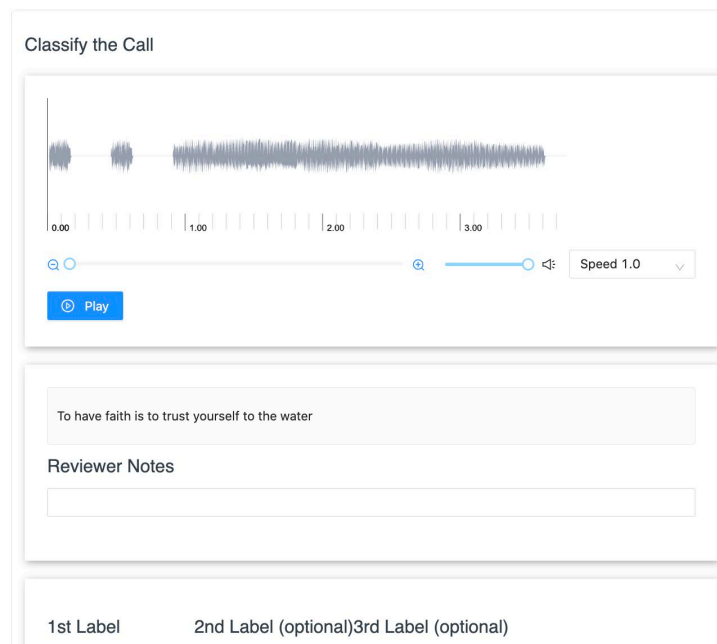 Classify the Call
0.00 1.00 2.00 3.00
Speed 1.0
Play
To have faith is to trust yourself to the water
Reviewer Notes
1st Label 2nd Label (optional)3rd Label (optional)